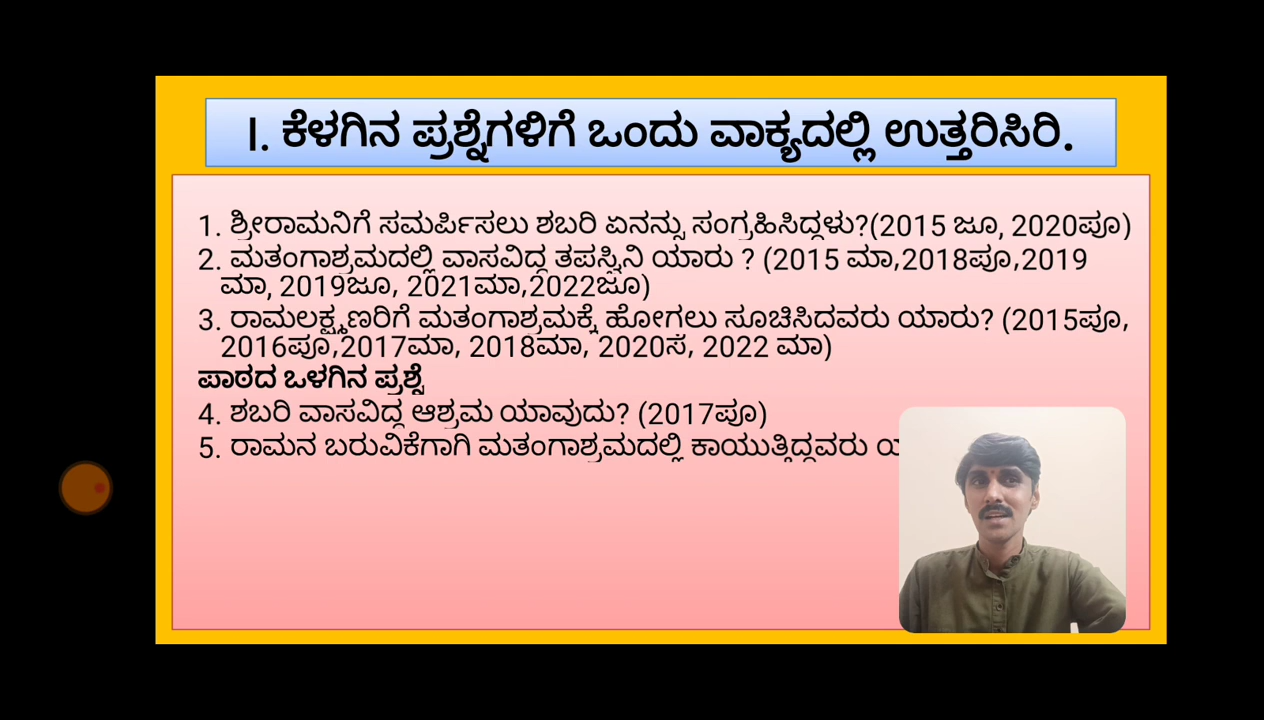 I. ಕೆಳಗಿನ ಪ್ರಶ್ನೆಗಳಿಗೆ ಒಂದು ವಾಕ್ಯದಲ್ಲಿ ಉತ್ತರಿಸಿರಿ.
1. ಶ್ರೀರಾಮನಿಗೆ ಸಮರ್ಪಿಸಲು ಶಬರಿ ಏನನ್ನು ಸಂಗ್ರಹಿಸಿದ್ದಳು?(2015 ಜೂ, 2020ಪೂ)
2. ಮತಂಗಾಶ್ರಮದಲ್ಲಿ ವಾಸವಿದ್ದ ತಪಸ್ವಿನಿ ಯಾರು ? (2015 ಮಾ,2018ಪೂ,2019
ಮಾ, 2019ಜೂ, 2021ಮಾ,2022ಜೂ)
3. ರಾಮಲಕ್ಷ್ಮಣರಿಗೆ ಮತಂಗಾಶ್ರಮಕ್ಕೆ ಹೋಗಲು ಸೂಚಿಸಿದವರು ಯಾರು? (2015ಪೂ,
2016ಪೂ,2017ಮಾ, 2018ಮಾ, 2020ಸೆ, 2022 ಮಾ)
ಪಾಠದ ಒಳಗಿನ ಪ್ರಶ್ನೆ
4. ಶಬರಿ ವಾಸವಿದ್ದ ಆಶ್ರಮ ಯಾವುದು? (2017ಪೂ)
5. ರಾಮನ ಬರುವಿಕೆಗಾಗಿ ಮತಂಗಾಶ್ರಮದಲ್ಲಿ ಕಾಯುತ್ತಿದ್ದವರು